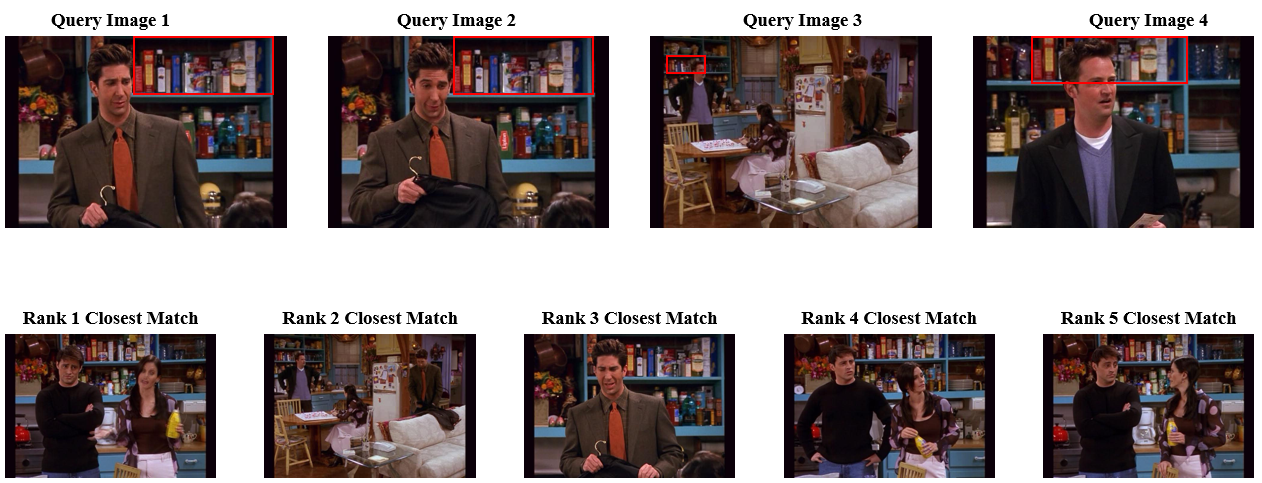 Query Image 1
Query Image 2
Query Image 3
Query Image 4
Rank 1 Closest Match
Rank 2 Closest Match
Rank 3 Closest Match
Rank 4 Closest Match
Rank 5 Closest Match